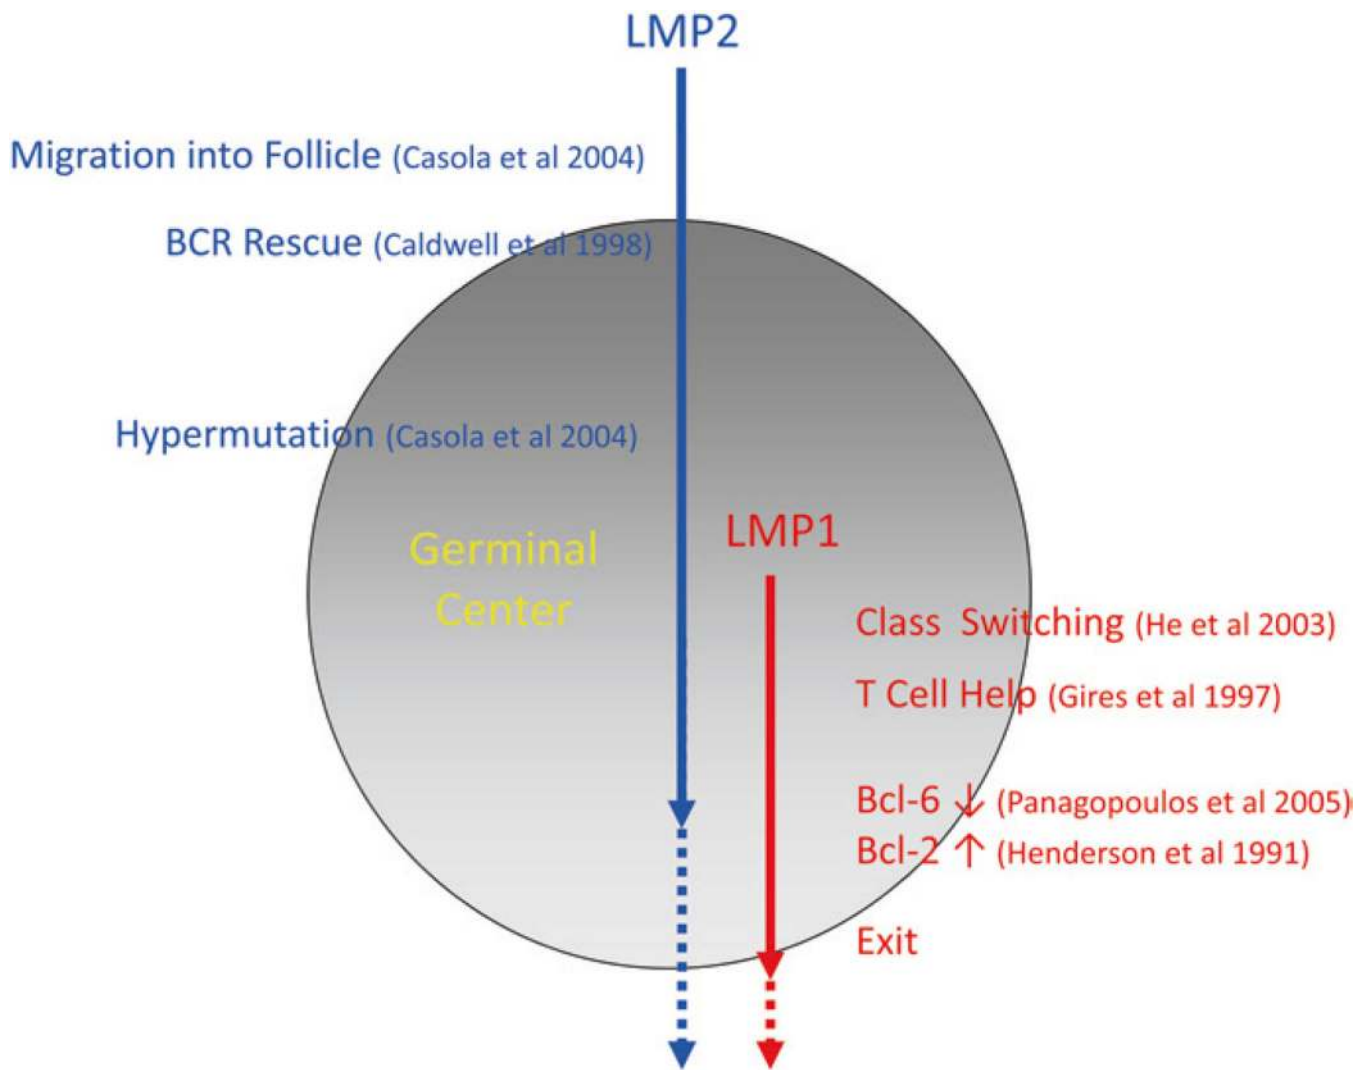 LMP2
Migration into Follicle (Casola et al 2004)
BCR Rescue (Caldwell et al 1998)
Hypermutation (Casola et al 2004)
Germinal
Center
LMP1
Class Switching (He et al 2003)
T Cell Help (Gires et al 1997)
Bcl-6 ↓ (Panagopoulos et al 2005)
Bcl-2 ↑ (Henderson et al 1991)
Exit